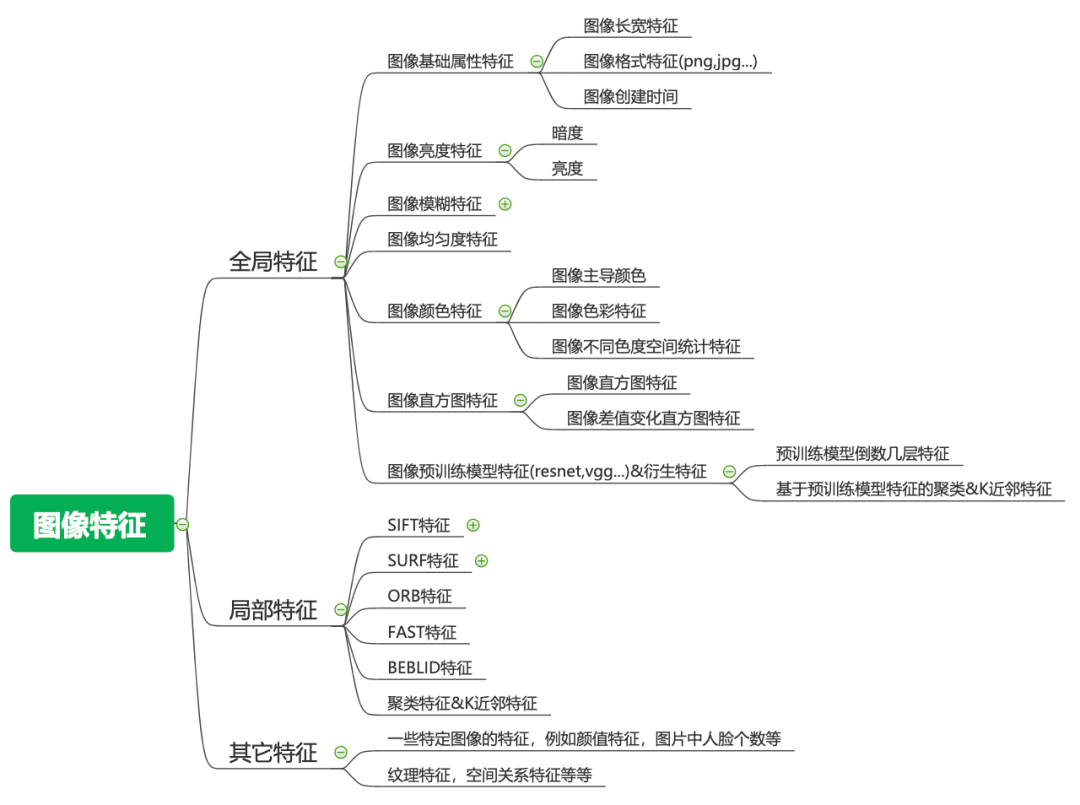 图像长宽特征
图像基础属性特征
图像格式特征(png,jpg...)
图像创建时间
暗度
图像亮度特征
亮度
图像模糊特征
图像均匀度特征
全局特征
图像主导颜色
图像颜色特征
图像色彩特征
图像不同色度空间统计特征
图像直方图特征
图像直方图特征
图像差值变化直方图特征
预训练模型倒数几层特征
图像预训练模型特征(resnet,vgg...)&衍生特征
基于预训练模型特征的聚类&K近邻特征
图像特征
SIFT特征
SURF特征
ORB特征
局部特征
FAST特征
BEBLID特征
聚类特征&K近邻特征
一些特定图像的特征，例如颜值特征，图片中人脸个数等
其它特征
纹理特征，空间关系特征等等